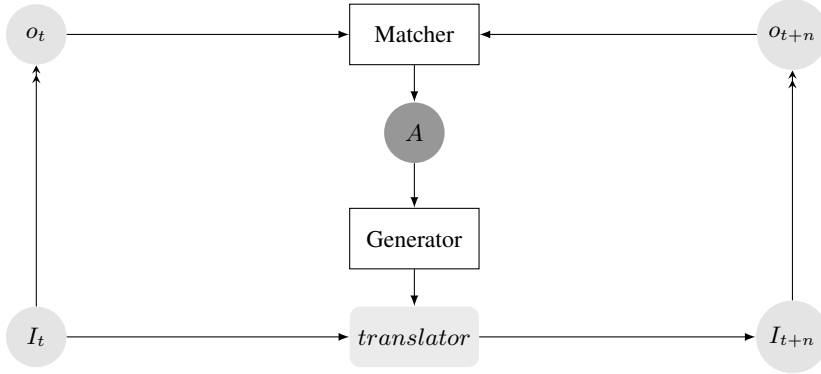 o_t Matcher o_{t+n}
A
Generator
I_t translator I_{t+n}